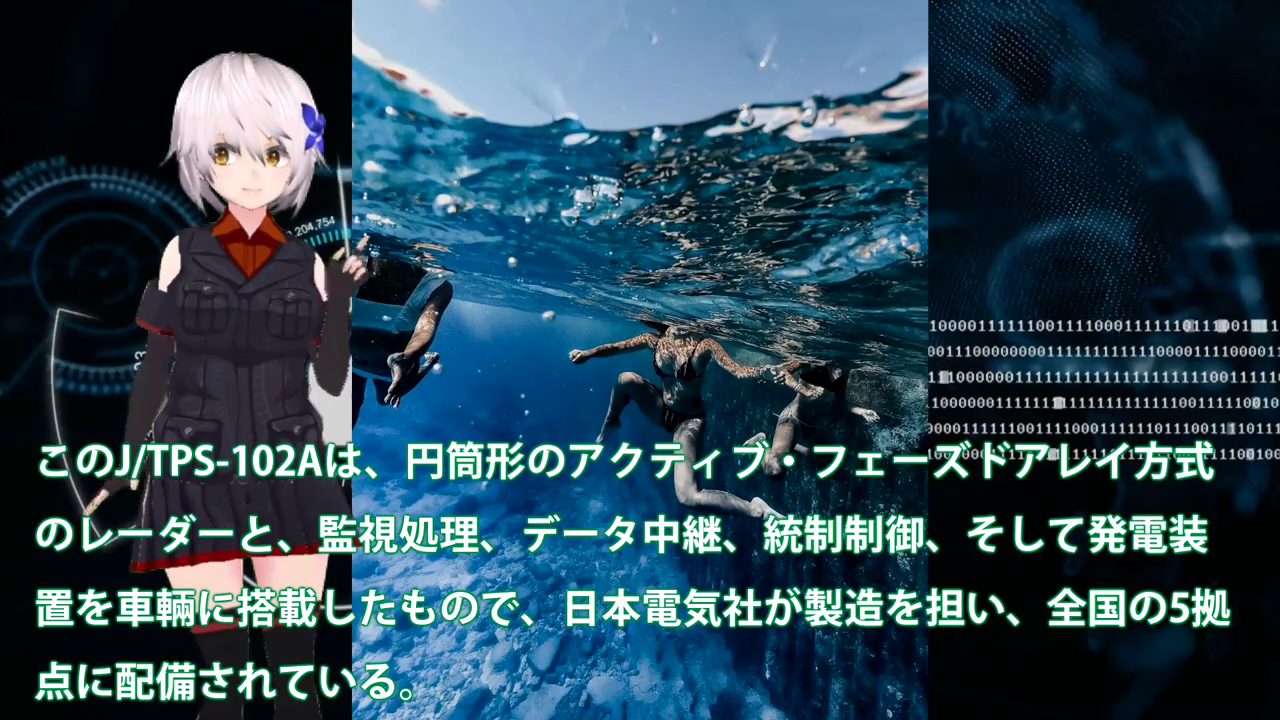 204,754
このJ/TPS-102Aは、円筒形のアクティブ・フェーズドアレイ方式
のレーダーと、監視処理、データ中継、統制制御、そして発電装
置を車輛に搭載したもので、日本電気社が製造を担い、全国の5拠
点に配備されている。